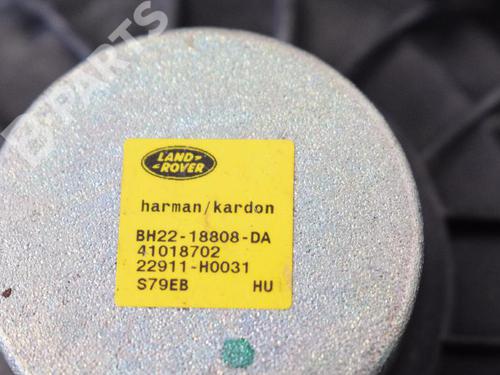 B-PARTS
LAND
ROVER
harman/kardon
BH22-18808-DA
41018702
22911-H0031
S79EB HU